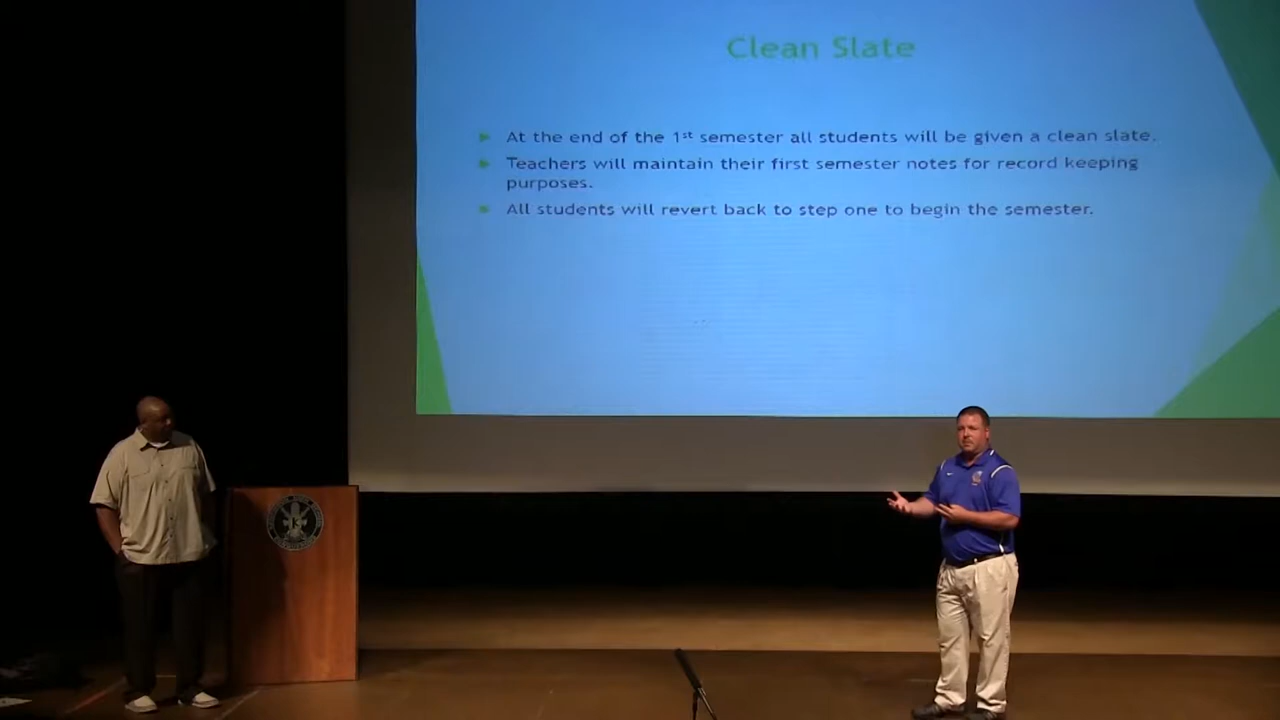 Clean Slate
At the end of the 1st semester all students will be given a clean slate.
Teachers will maintain their first semester notes for record keeping
purposes.
All students will revert back to step one to begin the semester.